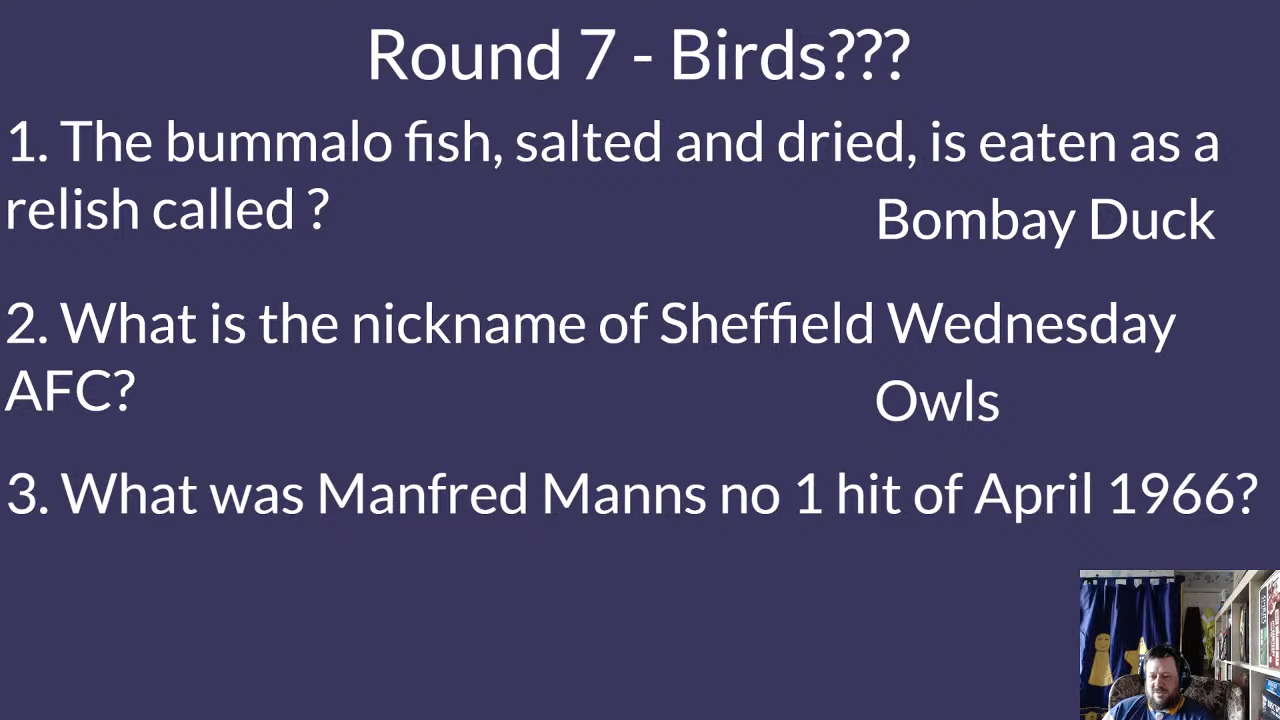 Round 7 - Birds???
1. The bummalo fish, salted and dried, is eaten as a
relish called ?
Bombay Duck
2. What is the nickname of Sheffield Wednesday
AFC?
Owls
3. What was Manfred Manns no 1 hit of April 1966?